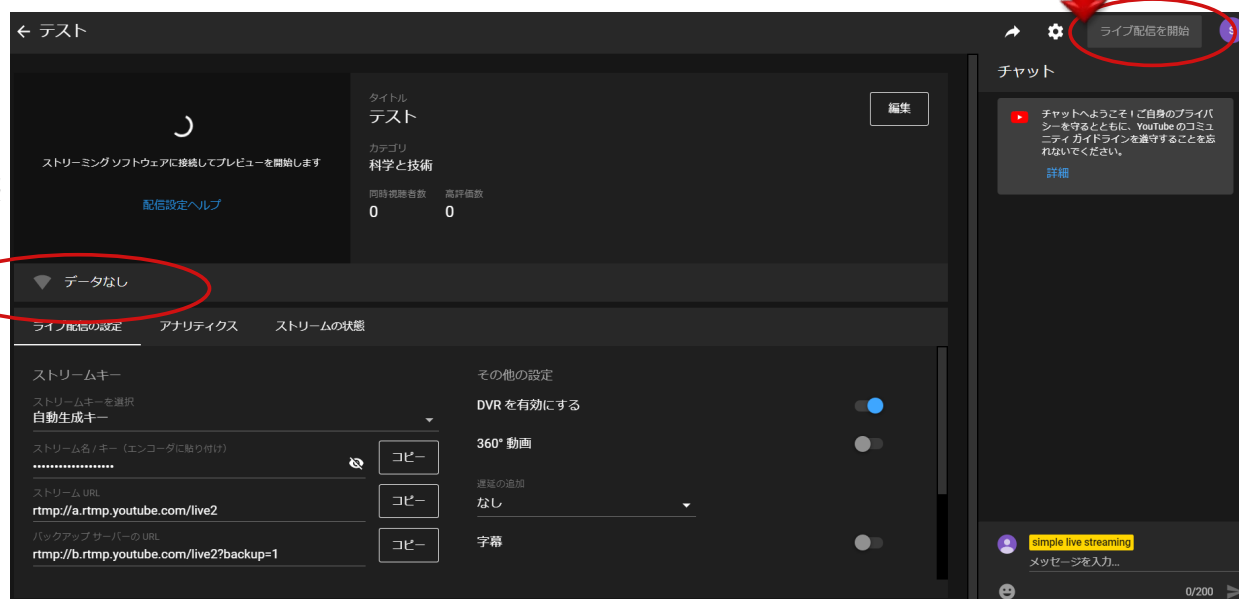 テスト
ライブ配信を開始
S
チャット
チャットへようこそ！ご自身のプライバ
シーを守るとともに、YouTube のコミュ
ニティ ガイドラインを遵守することを忘
れないでください。
詳細
ストリーミング ソフトウェアに接続してプレビューを開始します
配信設定ヘルプ
タイトル
テスト
編集
カテゴリ
科学と技術
同時視聴者数 高評価数
0 0
データなし
ライブ配信の設定 アナリティクス ストリームの状態
ストリームキー
ストリームキーを選択
自動生成キー
ストリーム名 / キー（エンコーダに貼り付け）
•••••••••••••••••••
コピー
ストリーム URL
rtmp://a.rtmp.youtube.com/live2
コピー
バックアップ サーバーの URL
rtmp://b.rtmp.youtube.com/live2?backup=1
コピー
その他の設定
DVR を有効にする
360° 動画
遅延の追加
なし
字幕
simple live streaming
メッセージを入力...
0/200